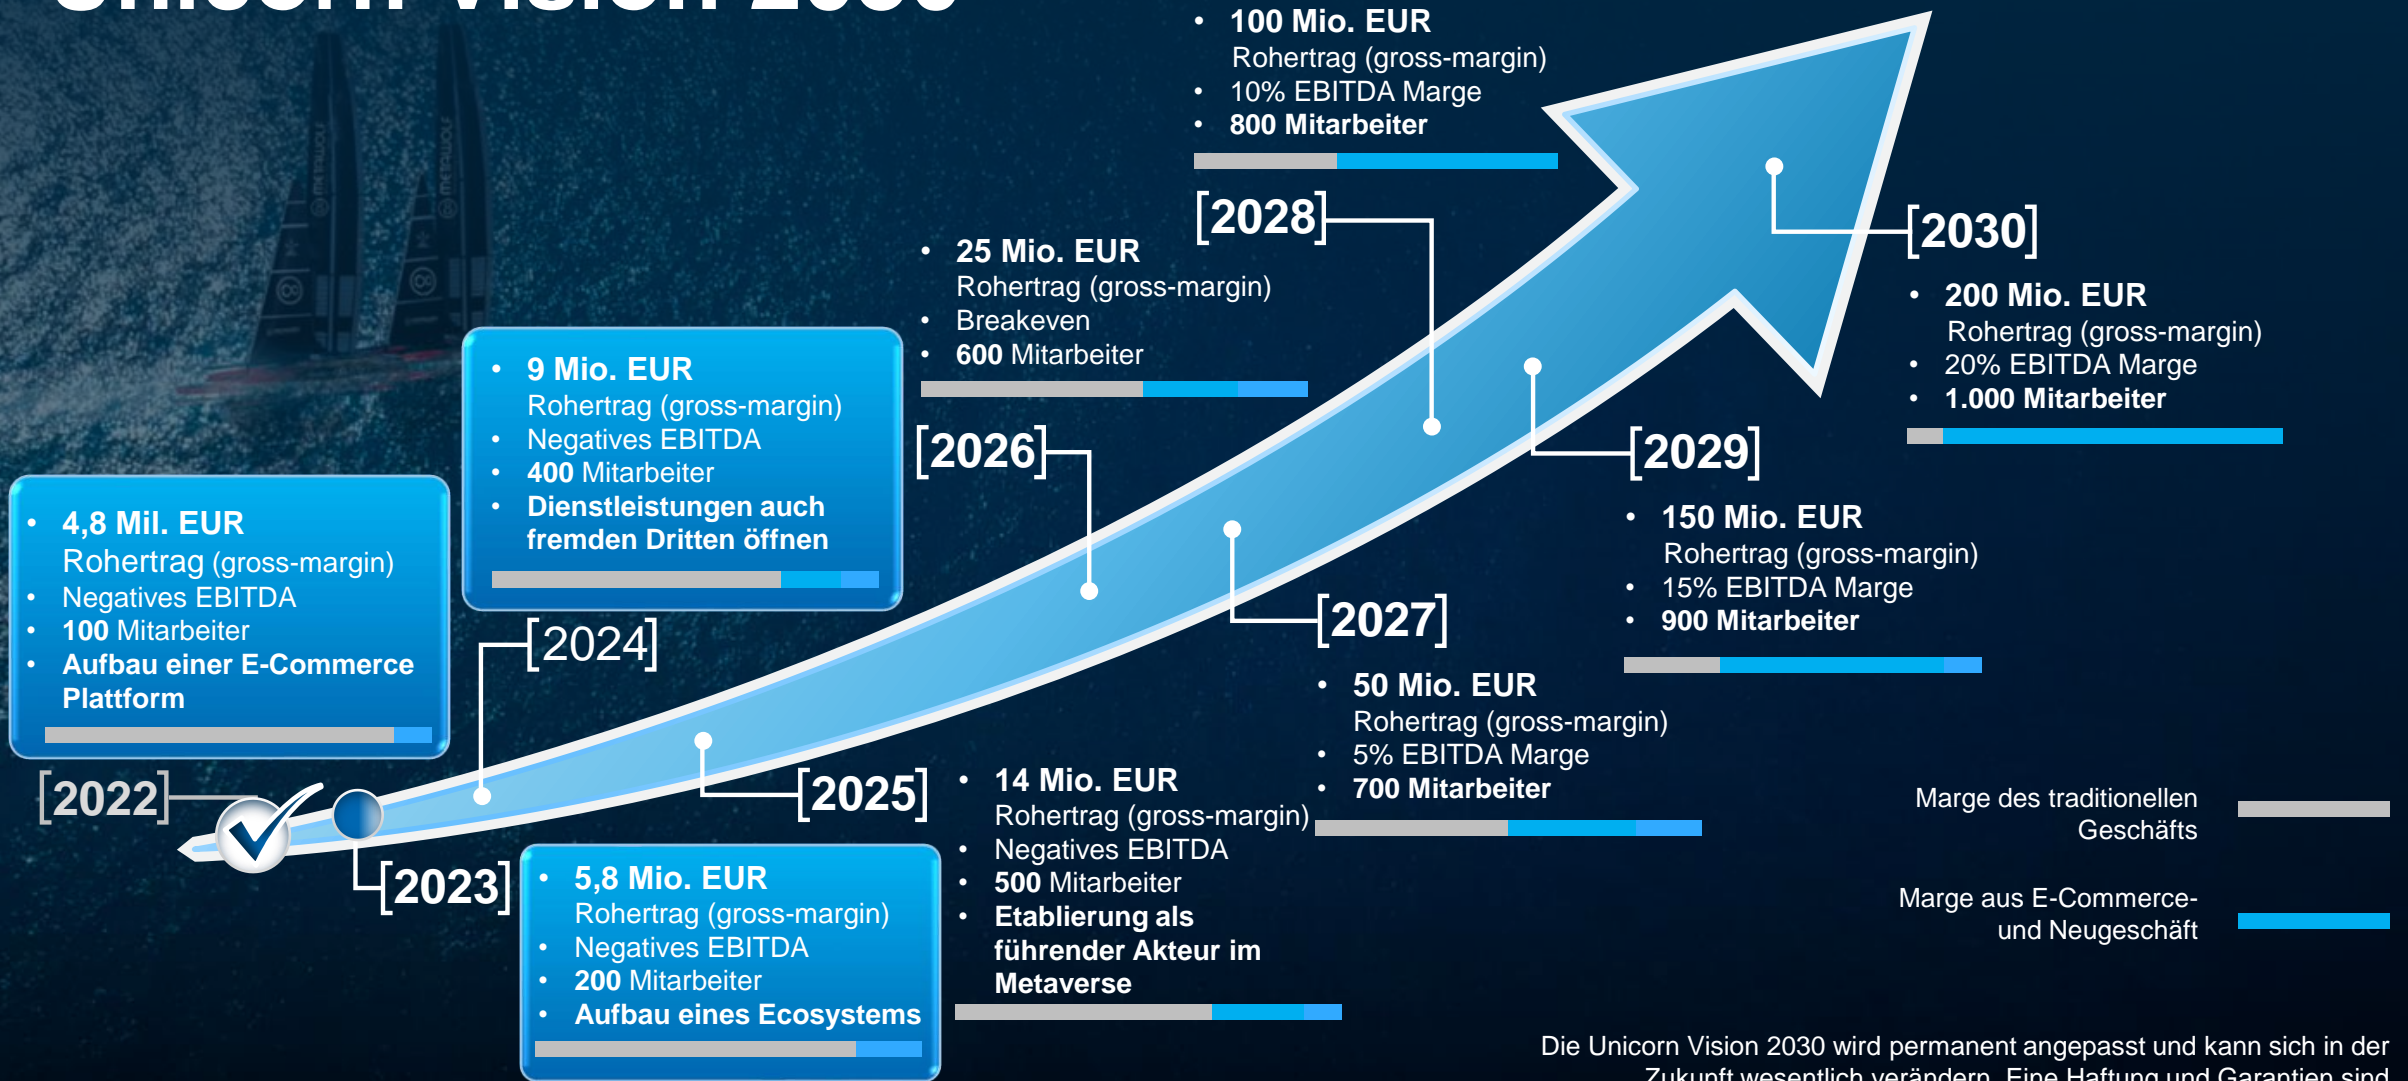 Unicorn Vision 2030
• 100 Mio. EUR
Rohertrag (gross-margin)
• 10% EBITDA Marge
• 800 Mitarbeiter
[2028]
[2030]
• 200 Mio. EUR
Rohertrag (gross-margin)
• 20% EBITDA Marge
• 1.000 Mitarbeiter
• 25 Mio. EUR
Rohertrag (gross-margin)
• Breakeven
• 600 Mitarbeiter
[2026]
[2029]
• 150 Mio. EUR
Rohertrag (gross-margin)
• 15% EBITDA Marge
• 900 Mitarbeiter
• 9 Mio. EUR
Rohertrag (gross-margin)
• Negatives EBITDA
• 400 Mitarbeiter
• Dienstleistungen auch
fremden Dritten öffnen
[2024]
• 4,8 Mil. EUR
Rohertrag (gross-margin)
• Negatives EBITDA
• 100 Mitarbeiter
• Aufbau einer E-Commerce
Plattform
[2022]
[2027]
• 50 Mio. EUR
Rohertrag (gross-margin)
• 5% EBITDA Marge
• 700 Mitarbeiter
[2025]
• 14 Mio. EUR
Rohertrag (gross-margin)
• Negatives EBITDA
• 500 Mitarbeiter
• Etablierung als
führender Akteur im
Metaverse
[2023]
• 5,8 Mio. EUR
Rohertrag (gross-margin)
• Negatives EBITDA
• 200 Mitarbeiter
• Aufbau eines Ecosystems
Marge des traditionellen
Geschäfts
Marge aus E-Commerce-
und Neugeschäft
Die Unicorn Vision 2030 wird permanent angepasst und kann sich in der
Zukunft wesentlich verändern. Eine Haftung und Garantien sind
METAWOLF
METAWOLF